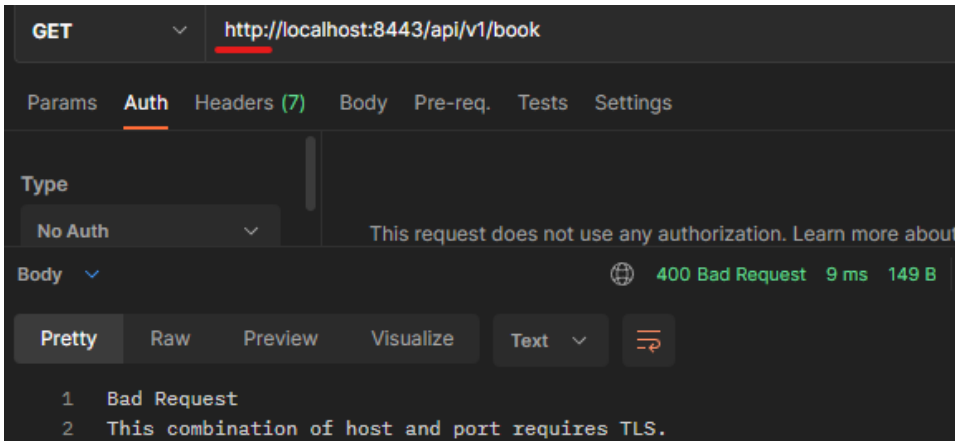 GET http://localhost:8443/api/v1/book
Params Auth Headers (7) Body Pre-req. Tests Settings
Type
No Auth
This request does not use any authorization. Learn more about
Body 400 Bad Request 9 ms 149 B
Pretty Raw Preview Visualize Text
1 Bad Request
2 This combination of host and port requires TLS.